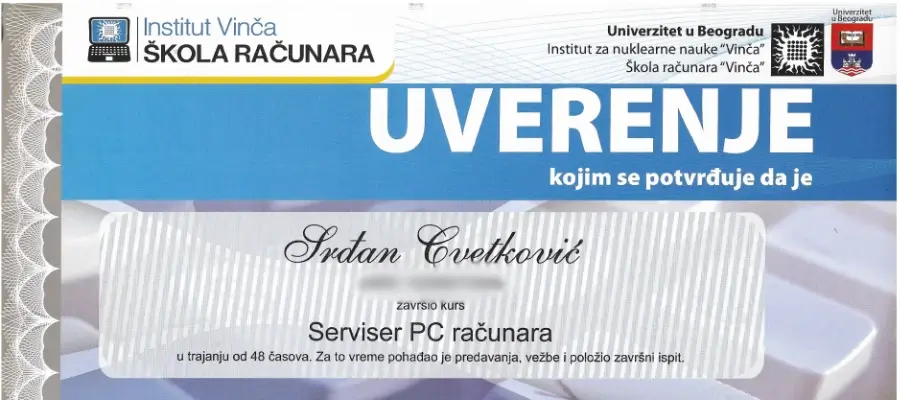 Institut Vinča
ŠKOLA RAČUNARA
Univerzitet u Beogradu
Institut za nuklearne nauke “Vinča”
Škola računara “Vinča”
Univerzitet
u Beogradu
UVERENJE
kojim se potvrđuje da je
Srđan Cvetković
završio kurs
Serviser PC računara
u trajanju od 48 časova. Za to vreme pohađao je predavanja, vežbe i položio završni ispit.